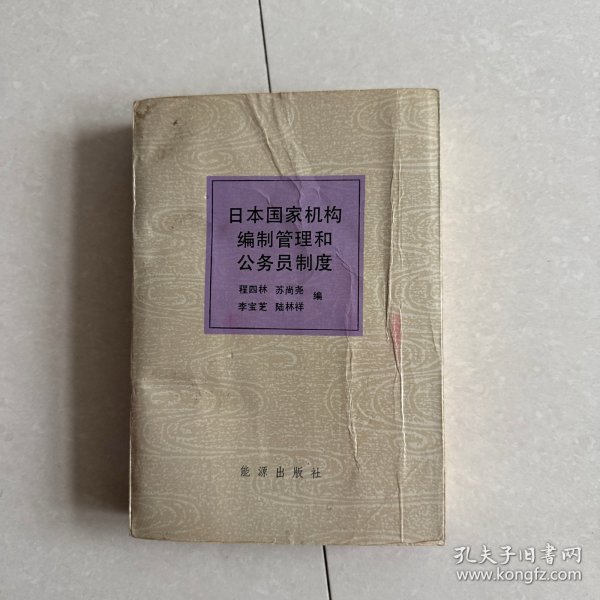 日本国家机构
编制管理和
公务员制度
程四林 苏尚尧
编
李宝芝 陆林祥
能源出版社
孔夫子旧书网
www.kongfz.com